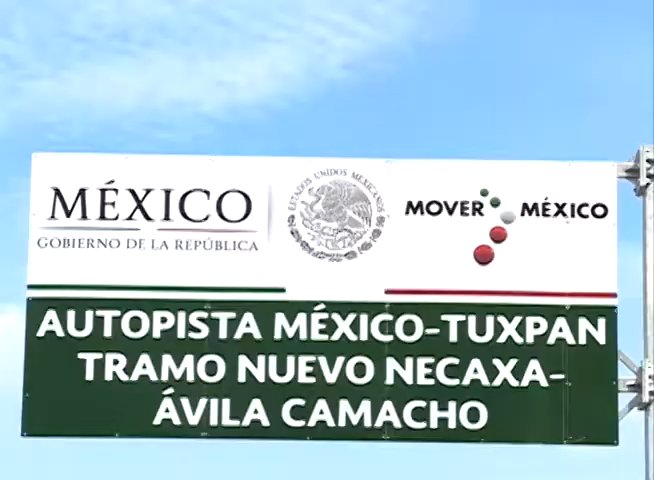 MÉXICO
GOBIERNO DE LA REPÚBLICA
ESTADOS UNIDOS MEXICANOS
MOVER MÉXICO
AUTOPISTA MÉXICO-TUXPAN
TRAMO NUEVO NECAXA-
ÁVILA CAMACHO